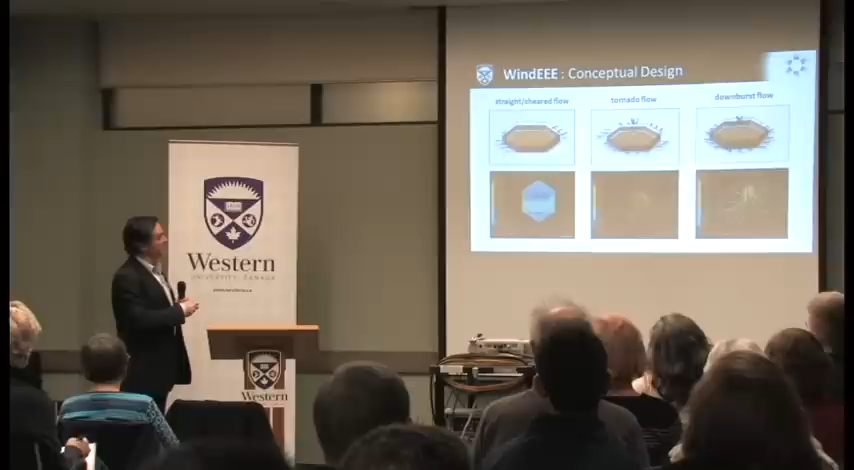 WindEEE : Conceptual Design
straight/sheared flow
tornado flow
downburst flow
Western
UNIVERSITY · CANADA
Western